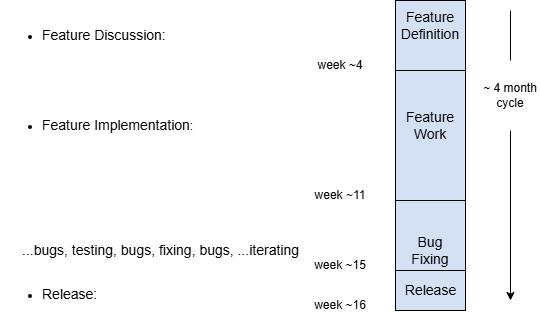 • Feature Discussion:
Feature
Definition
week ~4
~ 4 month
cycle
• Feature Implementation:
Feature
Work
week ~11
...bugs, testing, bugs, fixing, bugs, ...iterating
Bug
Fixing
week ~15
• Release:
Release
week ~16